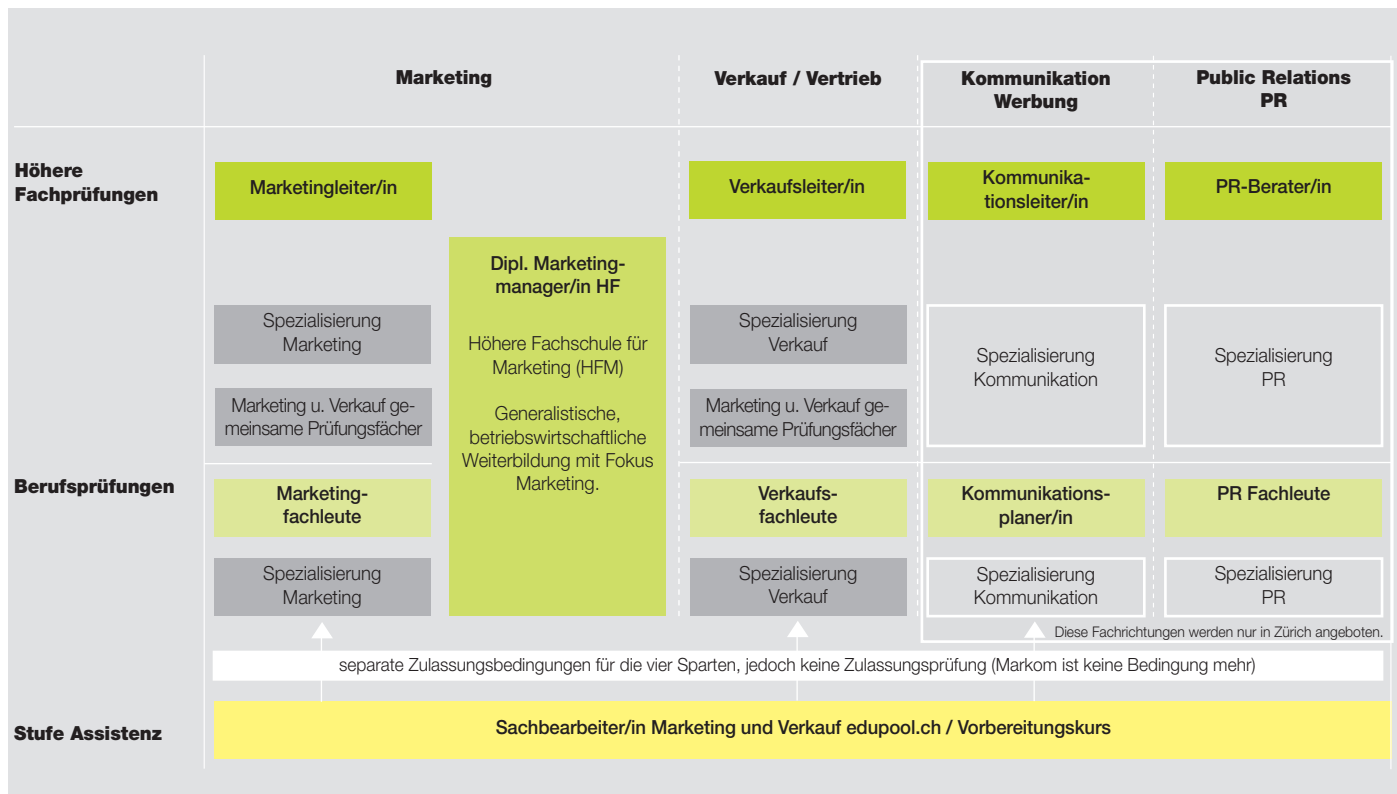 Marketing
Verkauf / Vertrieb
Kommunikation
Werbung
Public Relations
PR
Höhere
Fachprüfungen
Marketingleiter/in
Verkaufsleiter/in
Kommunika-
tionsleiter/in
PR-Berater/in
Dipl. Marketing-
manager/in HF
Höhere Fachschule für
Marketing (HFM)
Generalistische,
betriebswirtschaftliche
Weiterbildung mit Fokus
Marketing.
Spezialisierung
Marketing
Spezialisierung
Verkauf
Spezialisierung
Kommunikation
Spezialisierung
PR
Marketing u. Verkauf ge-
meinsame Prüfungsfächer
Marketing u. Verkauf ge-
meinsame Prüfungsfächer
Berufsprüfungen
Marketing-
fachleute
Verkaufs-
fachleute
Kommunikations-
planer/in
PR Fachleute
Spezialisierung
Marketing
Spezialisierung
Verkauf
Spezialisierung
Kommunikation
Spezialisierung
PR
Diese Fachrichtungen werden nur in Zürich angeboten.
separate Zulassungsbedingungen für die vier Sparten, jedoch keine Zulassungsprüfung (Markom ist keine Bedingung mehr)
Stufe Assistenz
Sachbearbeiter/in Marketing und Verkauf edupool.ch / Vorbereitungskurs